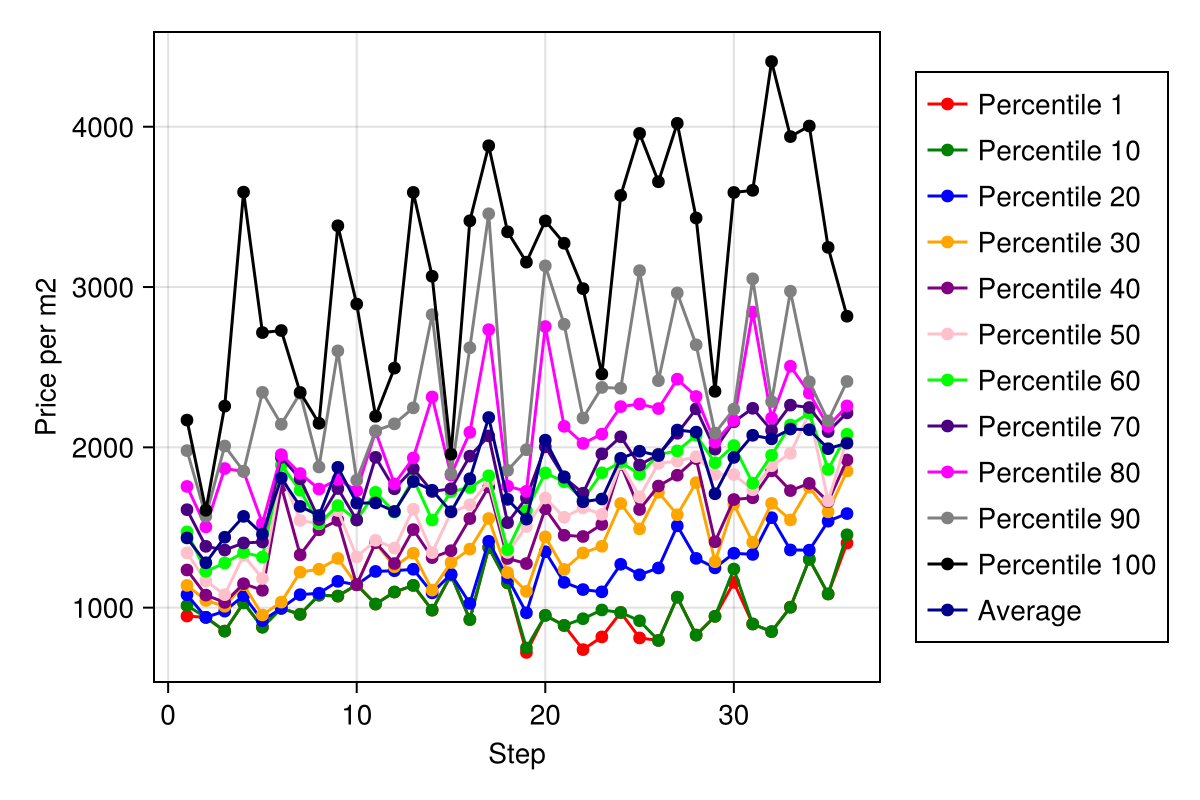 4000
3000
2000
1000
Price per m2
0 10 20 30
Step
Percentile 1
Percentile 10
Percentile 20
Percentile 30
Percentile 40
Percentile 50
Percentile 60
Percentile 70
Percentile 80
Percentile 90
Percentile 100
Average